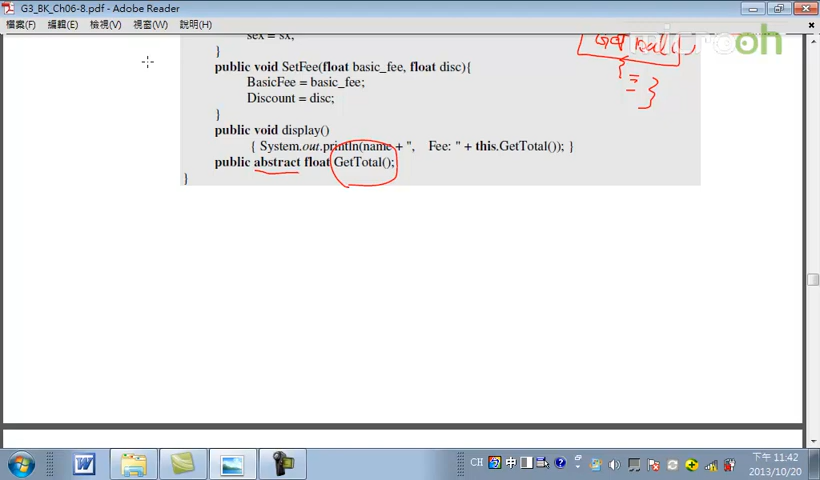 G3_BK_Ch06-8.pdf - Adobe Reader
檔案(F) 編輯(E) 檢視(V) 視窗(W) 說明(H)
microoh
sex = sx;
}
public void SetFee(float basic_fee, float disc){
BasicFee = basic_fee;
Discount = disc;
}
public void display()
{ System.out.println(name + ", Fee: " + this.GetTotal()); }
public abstract float GetTotal();
}
CH 中
下午 11:42
2013/10/20